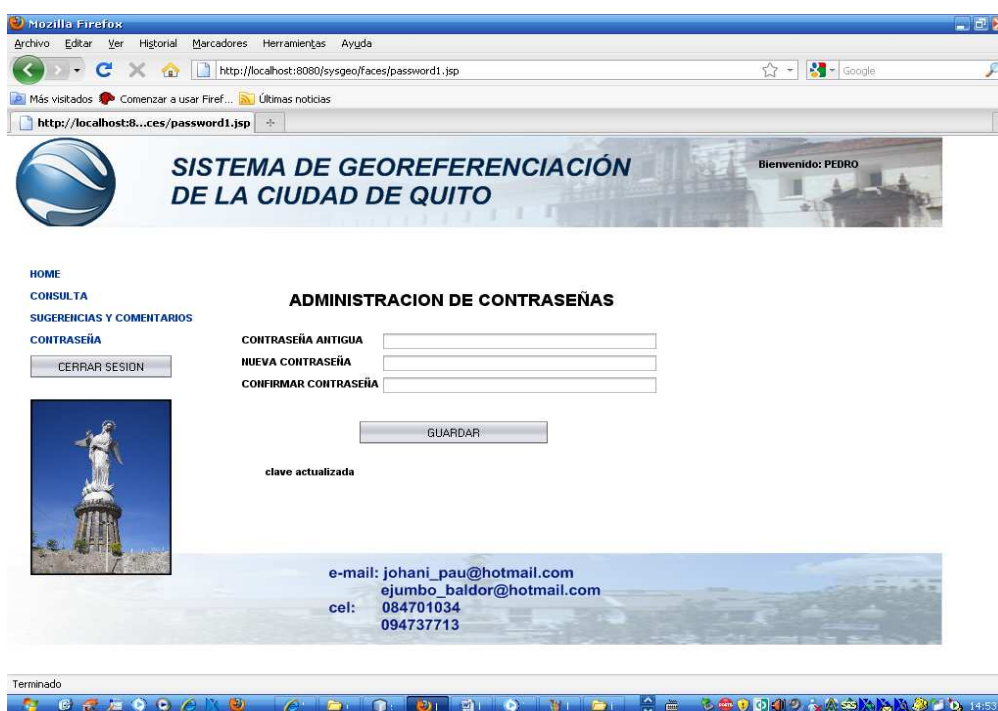 Mozilla Firefox
Archivo Editar Ver Historial Marcadores Herramientas Ayuda
http://localhost:8080/sysgeo/faces/password1.jsp
Google
Más visitados Comenzar a usar Firef... Últimas noticias
http://localhost:8...ces/password1.jsp
SISTEMA DE GEOREFERENCIACIÓN
DE LA CIUDAD DE QUITO
Bienvenido: PEDRO
HOME
CONSULTA
SUGERENCIAS Y COMENTARIOS
CONTRASEÑA
CERRAR SESION
ADMINISTRACION DE CONTRASEÑAS
CONTRASEÑA ANTIGUA
NUEVA CONTRASEÑA
CONFIRMAR CONTRASEÑA
GUARDAR
clave actualizada
e-mail: johani_pau@hotmail.com
ejumbo_baldor@hotmail.com
cel: 084701034
094737713
Terminado
14:53